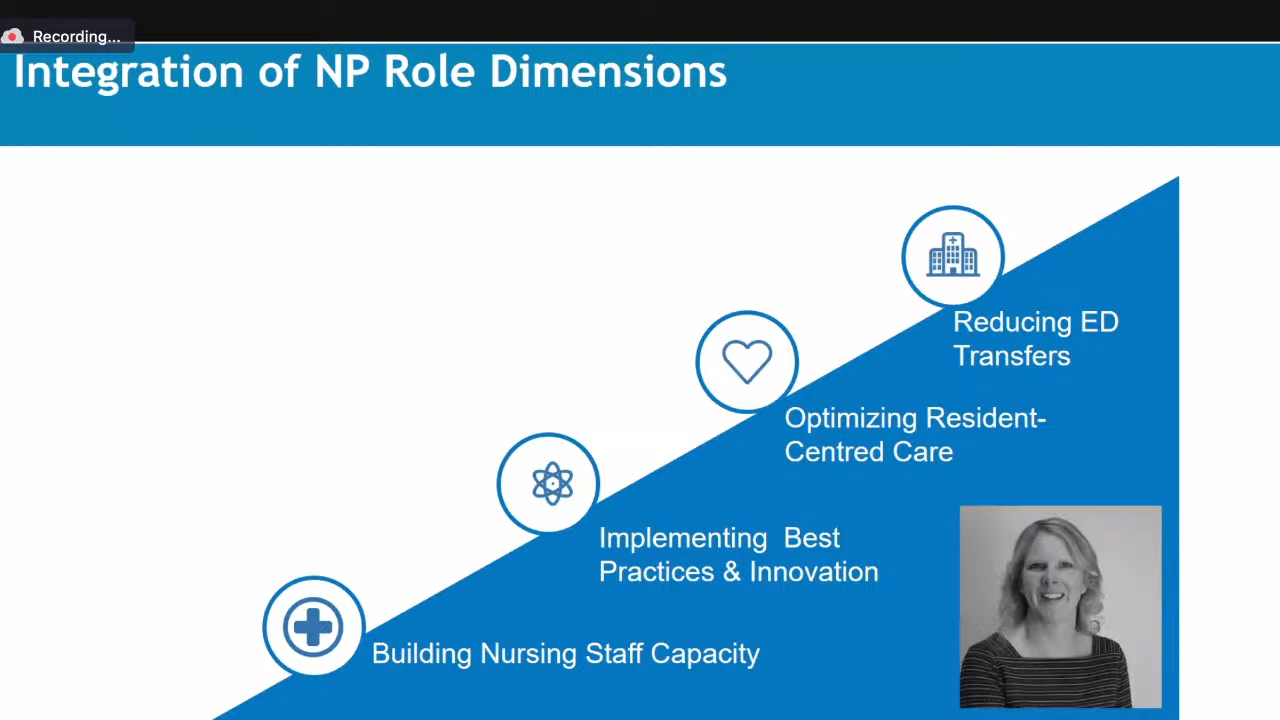 Recording...
Integration of NP Role Dimensions
Reducing ED
Transfers
Optimizing Resident-
Centred Care
Implementing  Best
Practices & Innovation
Building Nursing Staff Capacity